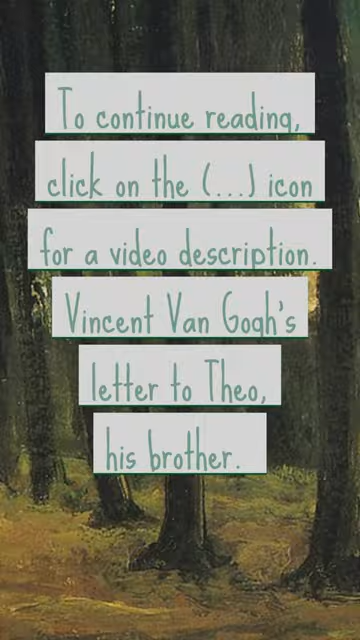 To continue reading,
click on the (...) icon
for a video description.
Vincent Van Gogh's
letter to Theo,
his brother.